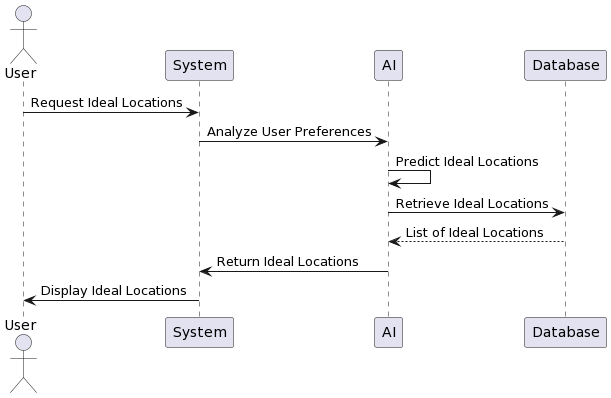 User
System
AI
Database
Request Ideal Locations
Analyze User Preferences
Predict Ideal Locations
Retrieve Ideal Locations
List of Ideal Locations
Return Ideal Locations
Display Ideal Locations
User
System
AI
Database